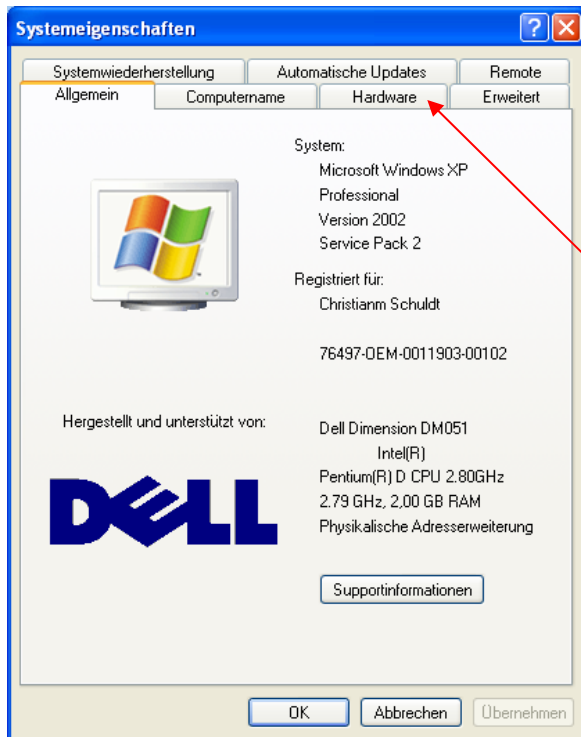 Systemeigenschaften
Systemwiederherstellung Automatische Updates Remote
Allgemein Computername Hardware Erweitert
System:
Microsoft Windows XP
Professional
Version 2002
Service Pack 2
Registriert für:
Christianm Schuldt
76497-OEM-0011903-00102
Hergestellt und unterstützt von:
DELL
Dell Dimension DM051
Intel(R)
Pentium(R) D CPU 2.80GHz
2.79 GHz, 2,00 GB RAM
Physikalische Adresserweiterung
Supportinformationen
OK Abbrechen Übernehmen